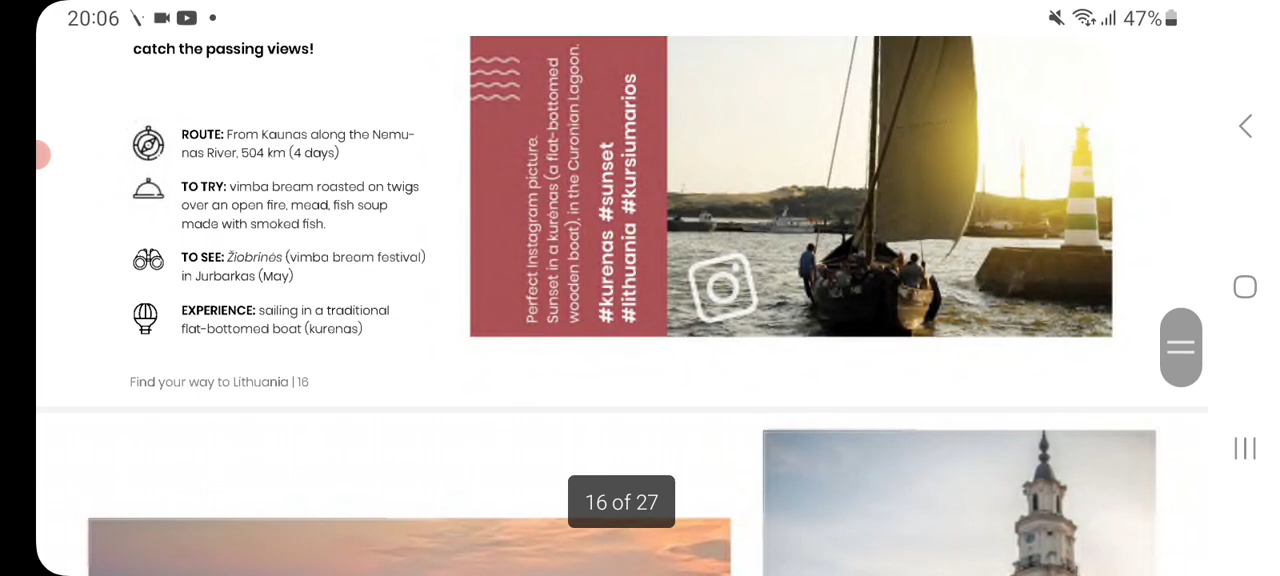 20:06
47%
catch the passing views!
ROUTE: From Kaunas along the Nemu-
nas River, 504 km (4 days)
TO TRY: vimba bream roasted on twigs
over an open fire, mead, fish soup
made with smoked fish.
TO SEE: Žiobrinės (vimba bream festival)
in Jurbarkas (May)
EXPERIENCE: sailing in a traditional
flat-bottomed boat (kurenas)
Find your way to Lithuania | 16
Perfect Instagram picture.
Sunset in a kurėnas (a flat-bottomed
wooden boat), in the Curonian Lagoon.
#kurenas #sunset
#lithuania #kursiumarios
16 of 27